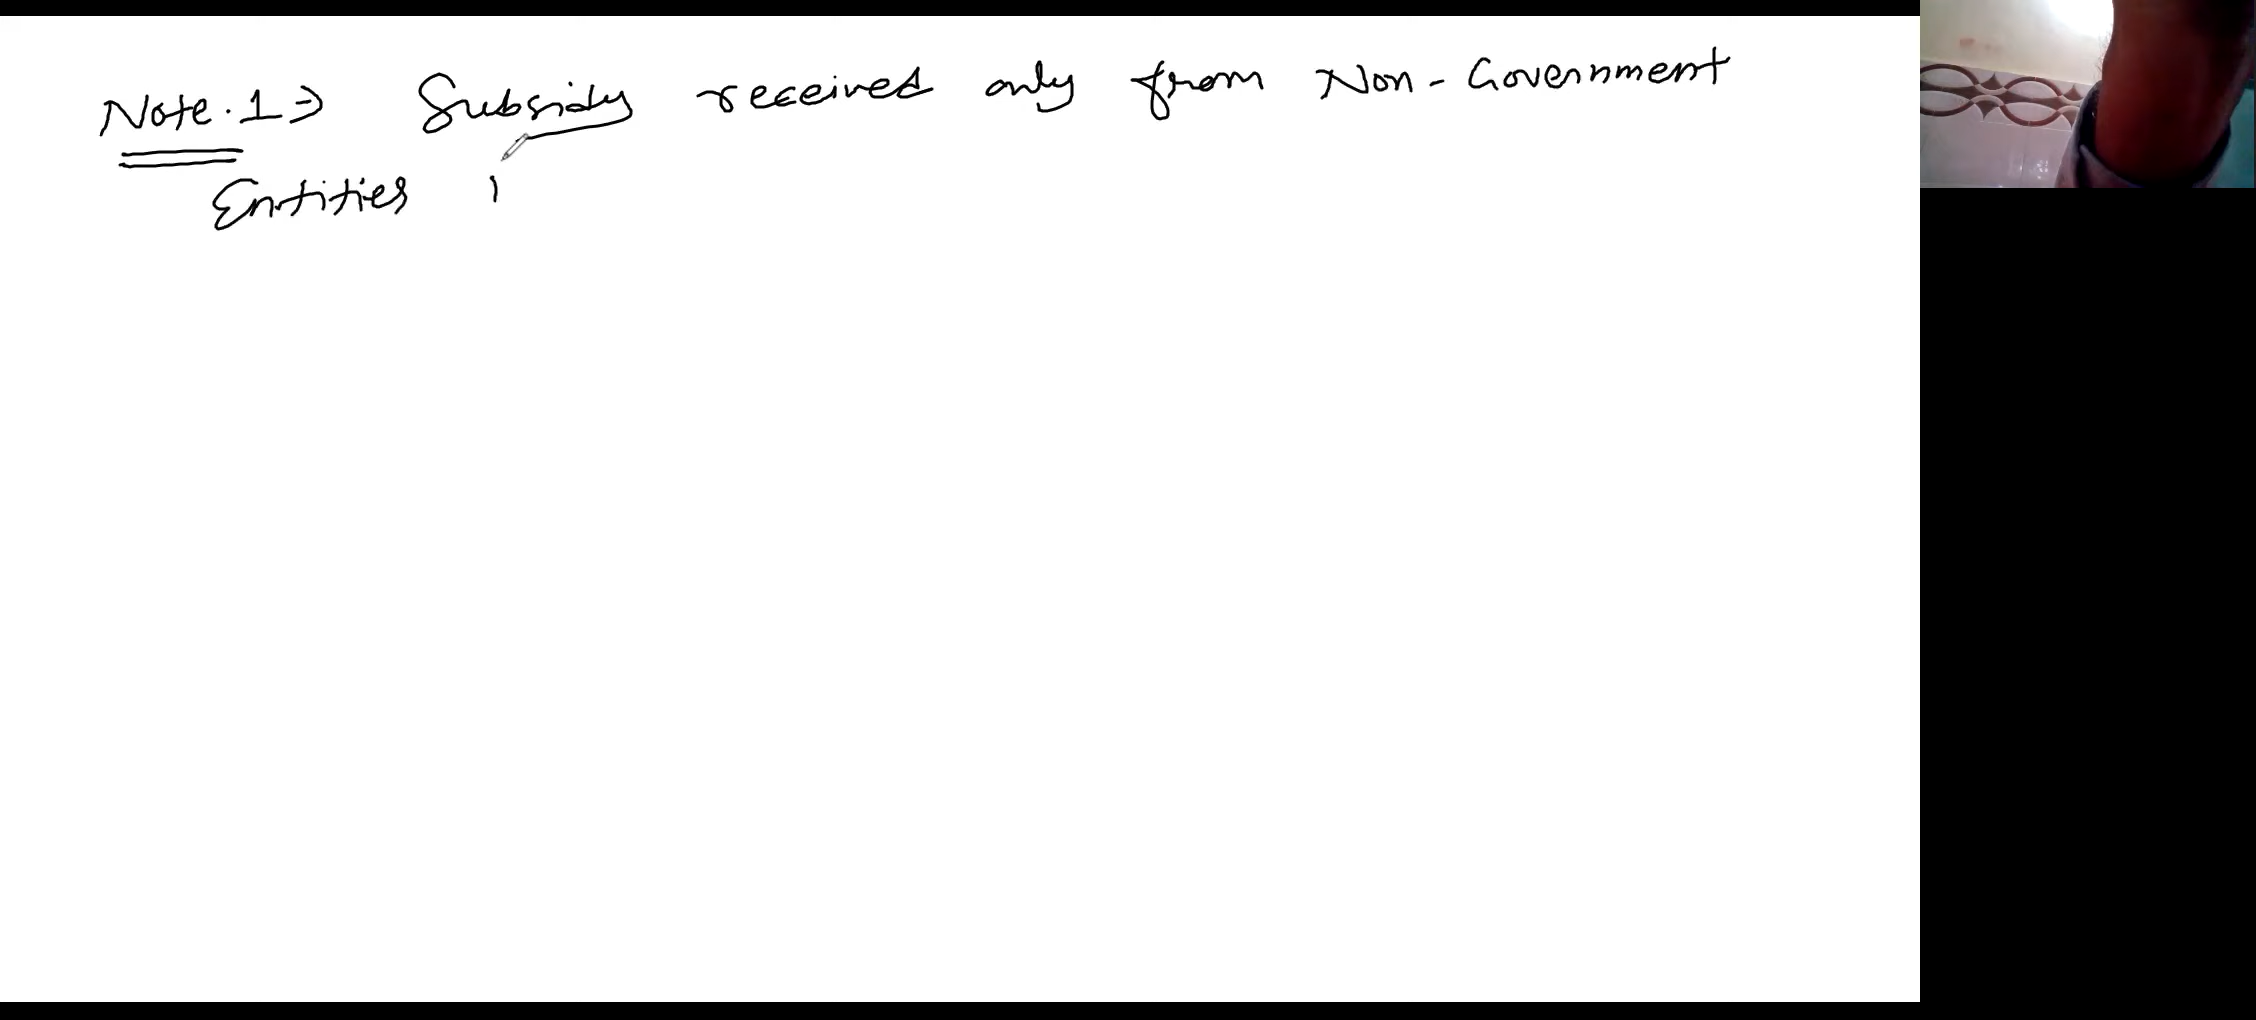 Note.1 ⇒ Subsidy received only from Non-Government
Entities